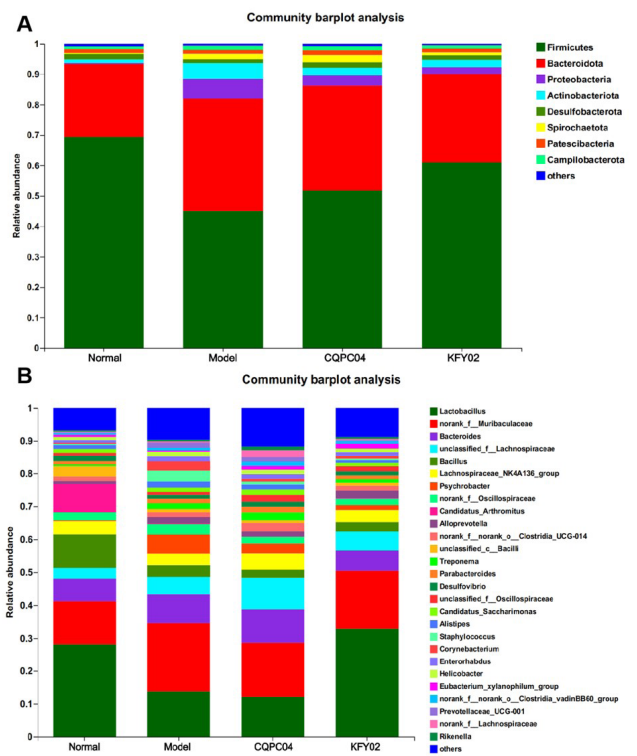 A
Community barplot analysis
Relative abundance
1
0.9
0.8
0.7
0.6
0.5
0.4
0.3
0.2
0.1
0
Normal
Model
CQPC04
KFY02
Firmicutes
Bacteroidota
Proteobacteria
Actinobacteriota
Desulfobacterota
Spirochaetota
Patescibacteria
Campilobacterota
others
B
Community barplot analysis
Relative abundance
1
0.9
0.8
0.7
0.6
0.5
0.4
0.3
0.2
0.1
0
Normal
Model
CQPC04
KFY02
Lactobacillus
norank_f__Muribaculaceae
Bacteroides
unclassified_f__Lachnospiraceae
Bacillus
Lachnospiraceae_NK4A136_group
Psychrobacter
norank_f__Oscillospiraceae
Candidatus_Arthromitus
Alloprevotella
norank_f__norank_o__Clostridia_UCG-014
unclassified_c__Bacilli
Treponema
Parabacteroides
Desulfovibrio
unclassified_f__Oscillospiraceae
Candidatus_Saccharimonas
Alistipes
Staphylococcus
Corynebacterium
Enterorhabdus
Helicobacter
Eubacterium_xylanophilum_group
norank_f__norank_o__Clostridia_vadinBB60_group
Prevotellaceae_UCG-001
norank_f__Lachnospiraceae
Rikenella
others